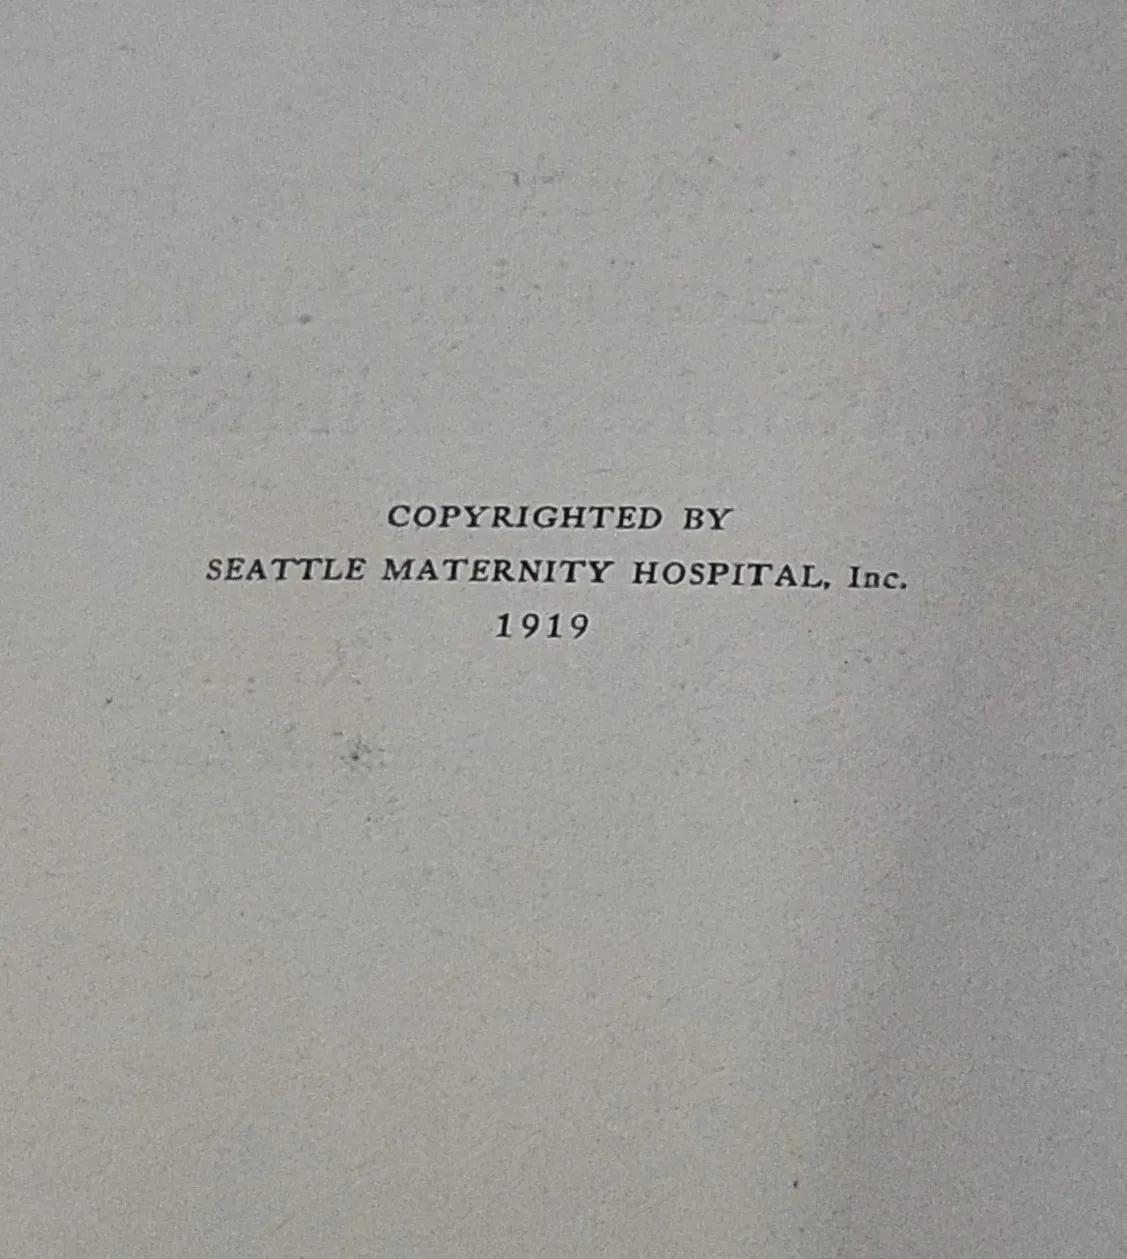 COPYRIGHTED BY
SEATTLE MATERNITY HOSPITAL, Inc.
1919